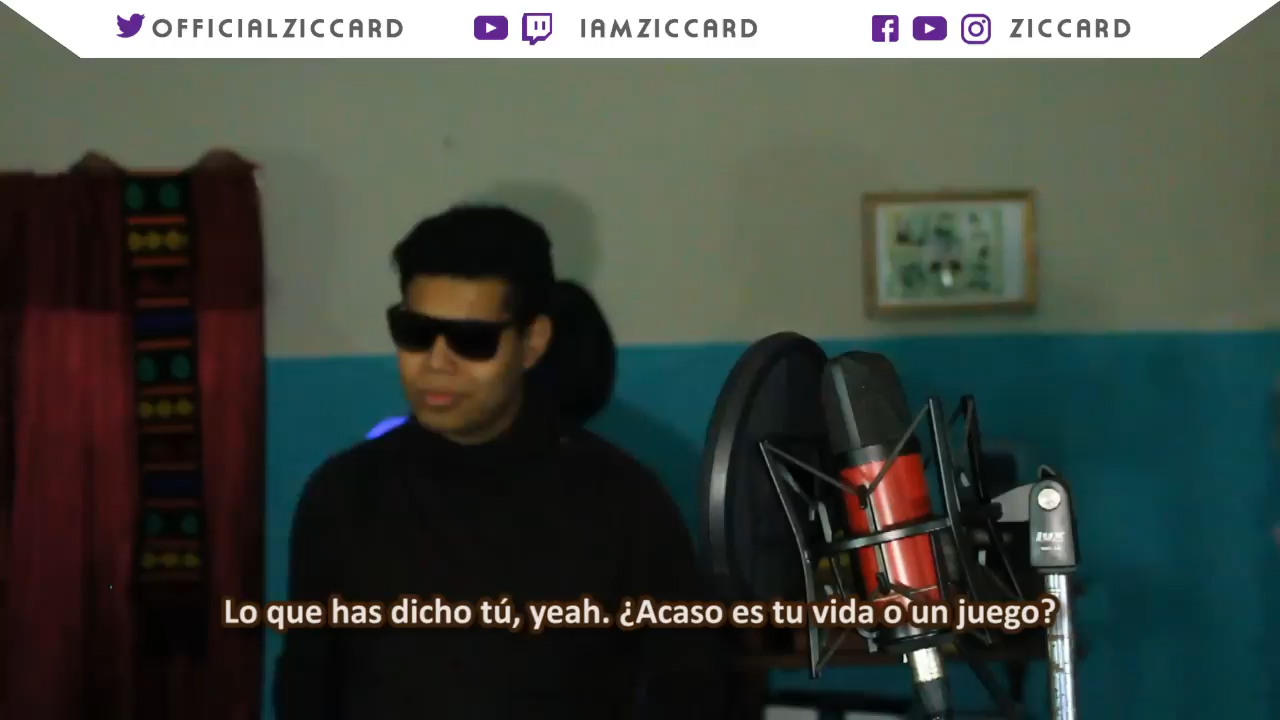 OFFICIALZICCARD IAMZICCARD ZICCARD
Lo que has dicho tú, yeah. ¿Acaso es tu vida o un juego?